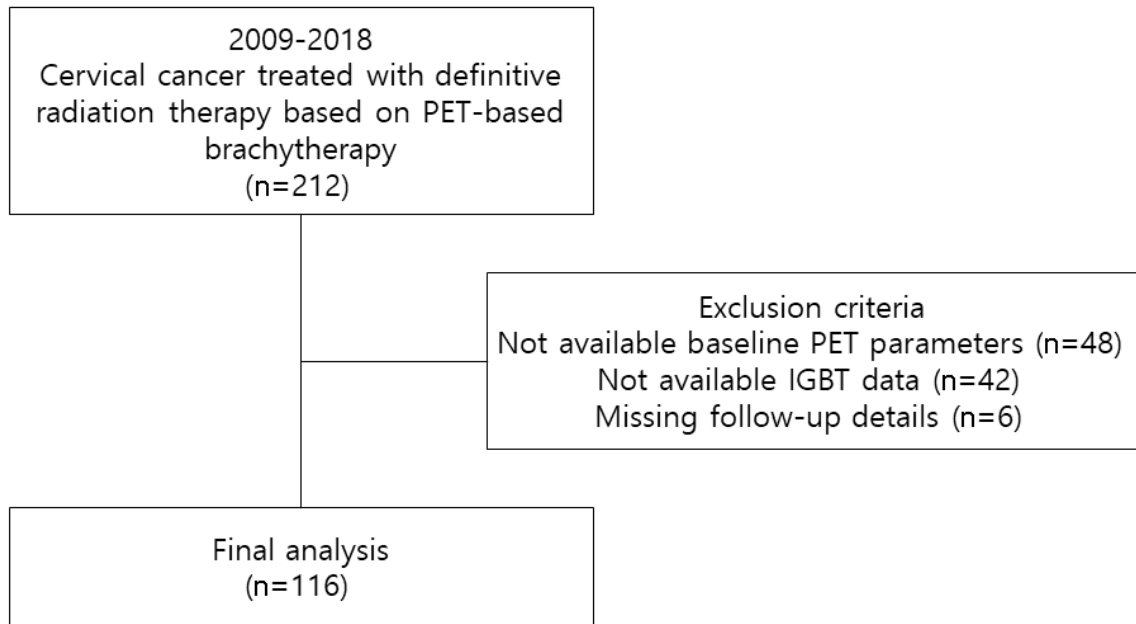 2009-2018
Cervical cancer treated with definitive
radiation therapy based on PET-based
brachytherapy
(n=212)
Exclusion criteria
Not available baseline PET parameters (n=48)
Not available IGBT data (n=42)
Missing follow-up details (n=6)
Final analysis
(n=116)